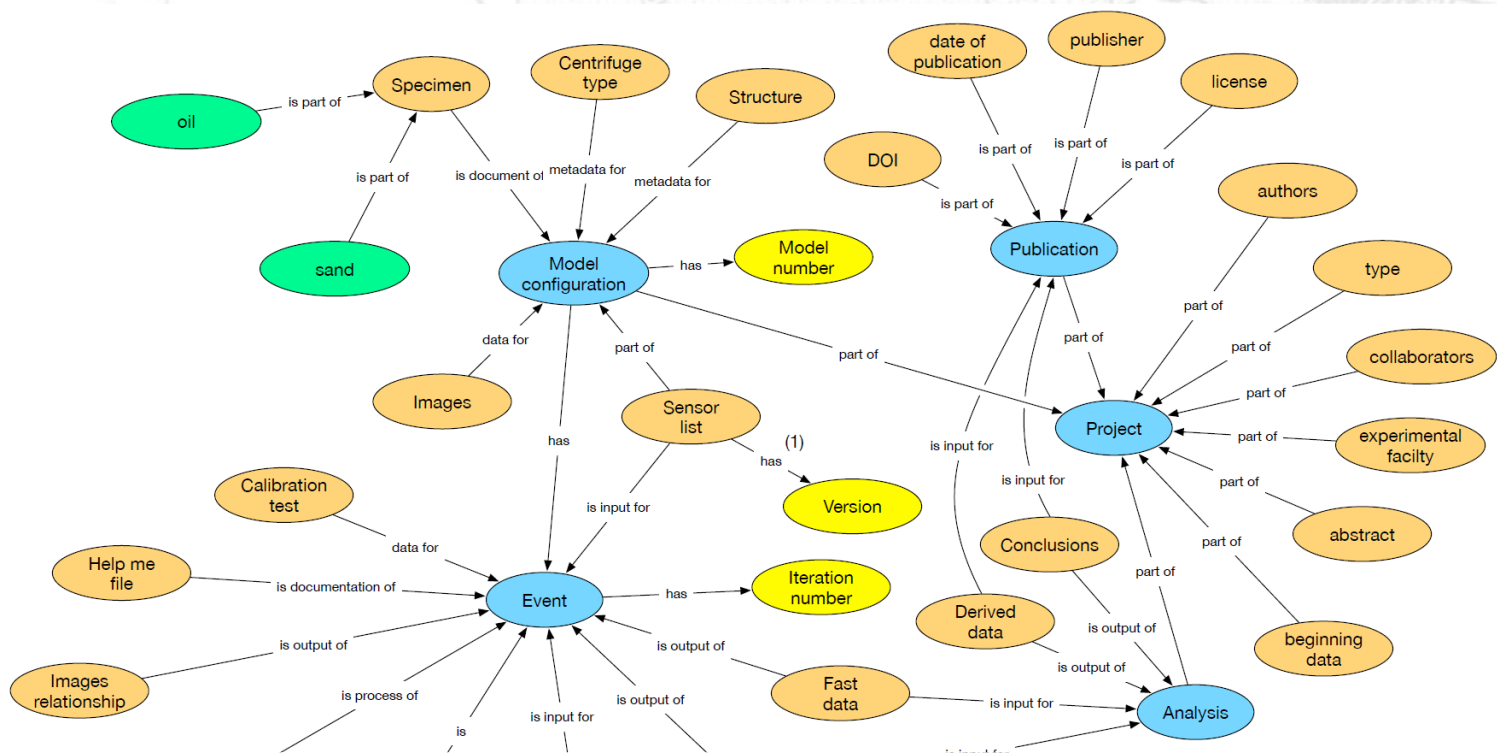 date of
publication
publisher
Centrifuge
type
Specimen
license
Structure
is part of
oil
is part of
is part of
DOI
is part of
is part of
is document of
metadata for
metadata for
authors
is part of
Publication
Model
number
has
Model
configuration
sand
type
part of
part of
data for
part of
part of
part of
collaborators
part of
Images
Sensor
list
Project
part of
experimental
facilty
(1)
has
has
is input for
part of
Calibration
test
is input for
is input for
Version
abstract
Conclusions
data for
part of
Help me
file
part of
is documentation of
Event
has
Iteration
number
Derived
data
is output of
beginning
data
is output of
is output of
is output of
Images
relationship
is process of
is output of
Fast
data
is input for
is
is input for
Analysis